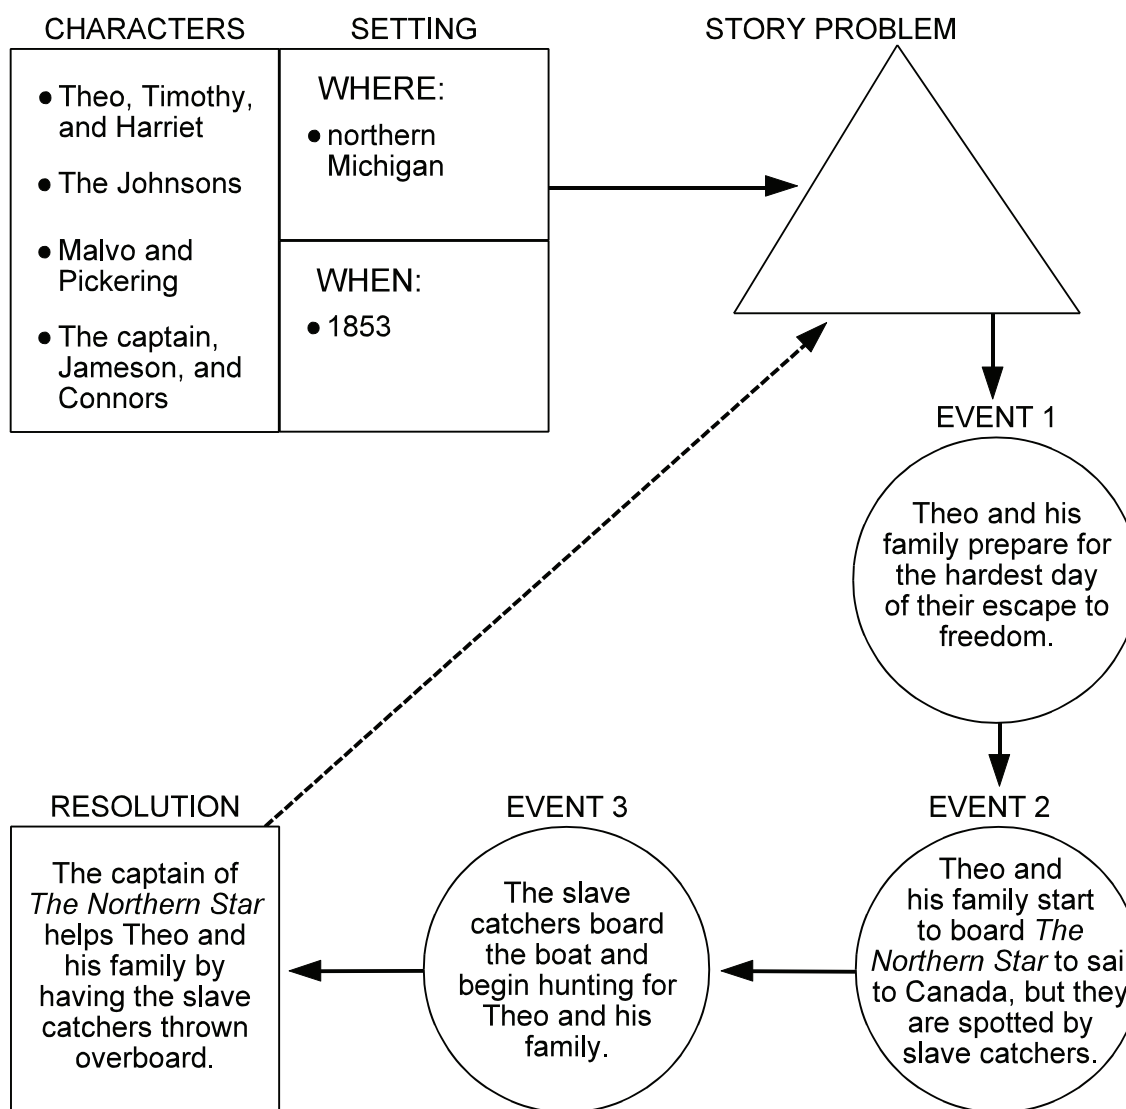 CHARACTERS
SETTING
STORY PROBLEM
● Theo, Timothy,
and Harriet
● The Johnsons
● Malvo and
Pickering
● The captain,
Jameson, and
Connors
WHERE:
● northern
Michigan
WHEN:
● 1853
EVENT 1
Theo and his
family prepare for
the hardest day
of their escape to
freedom.
EVENT 2
Theo and
his family start
to board The
Northern Star to sai
to Canada, but they
are spotted by
slave catchers.
EVENT 3
The slave
catchers board
the boat and
begin hunting for
Theo and his
family.
RESOLUTION
The captain of
The Northern Star
helps Theo and
his family by
having the slave
catchers thrown
overboard.